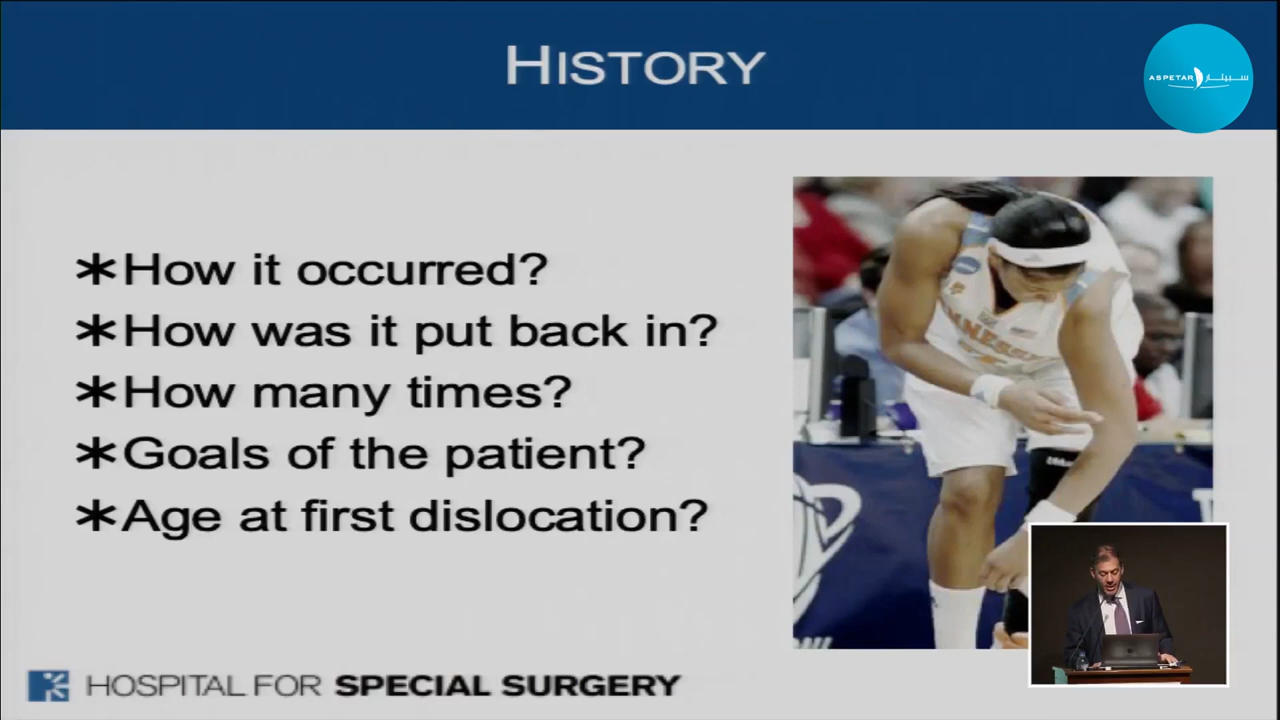 HISTORY
ASPETAR سبيتار
*How it occurred?
*How was it put back in?
*How many times?
*Goals of the patient?
*Age at first dislocation?
HOSPITAL FOR SPECIAL SURGERY